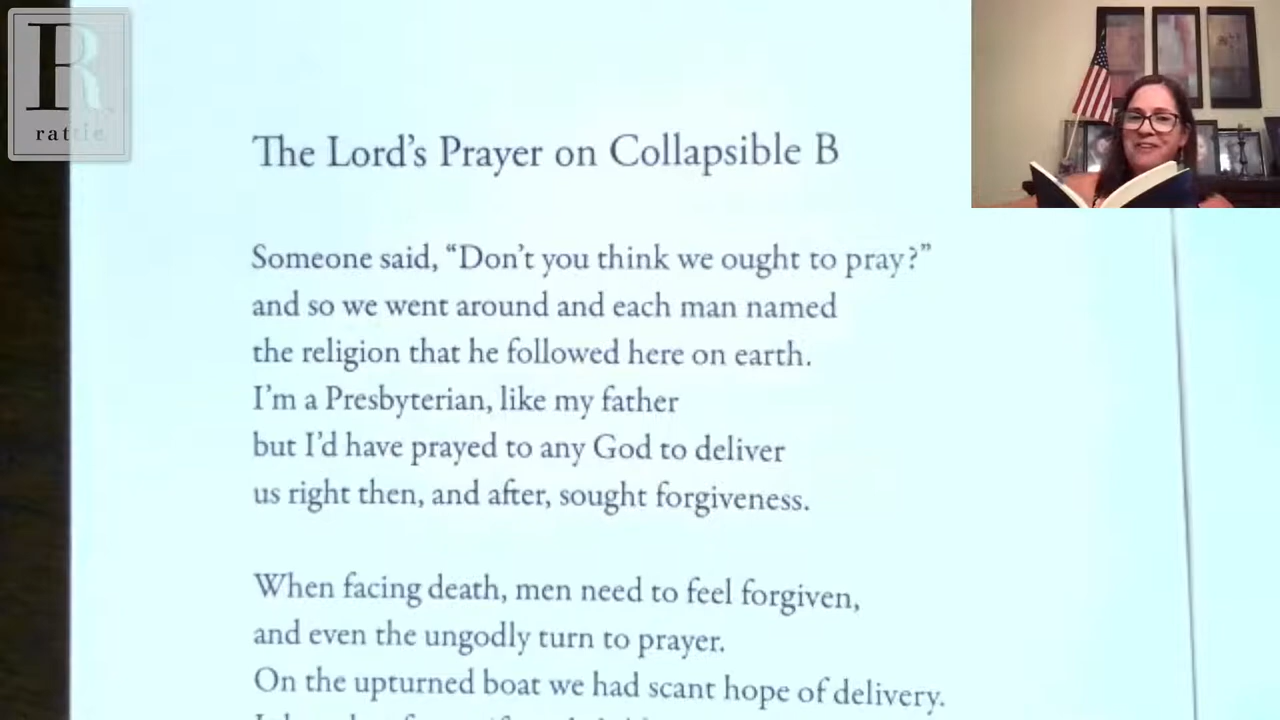 R
rattle
The Lord's Prayer on Collapsible B
Someone said, “Don't you think we ought to pray?”
and so we went around and each man named
the religion that he followed here on earth.
I'm a Presbyterian, like my father
but I'd have prayed to any God to deliver
us right then, and after, sought forgiveness.
When facing death, men need to feel forgiven,
and even the ungodly turn to prayer.
On the upturned boat we had scant hope of delivery.